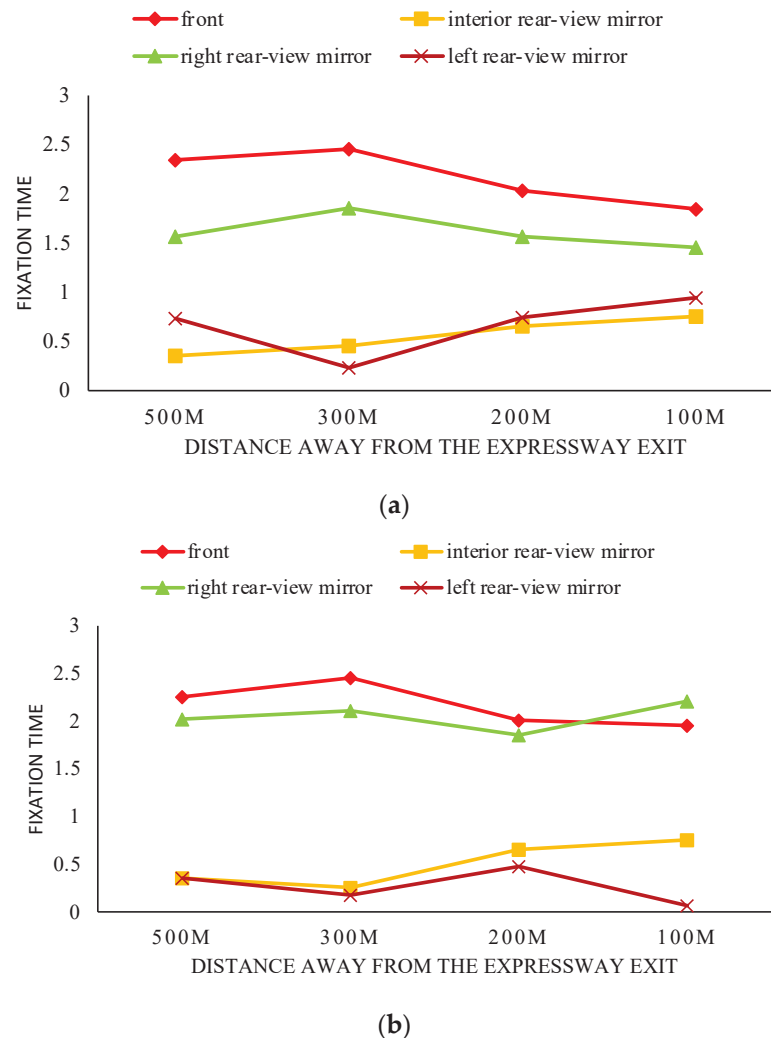 front
interior rear-view mirror
right rear-view mirror
left rear-view mirror
3
2.5
2
1.5
1
0.5
0
FIXATION TIME
500M 300M 200M 100M
DISTANCE AWAY FROM THE EXPRESSWAY EXIT
(a)
front
interior rear-view mirror
right rear-view mirror
left rear-view mirror
3
2.5
2
1.5
1
0.5
0
FIXATION TIME
500M 300M 200M 100M
DISTANCE AWAY FROM THE EXPRESSWAY EXIT
(b)